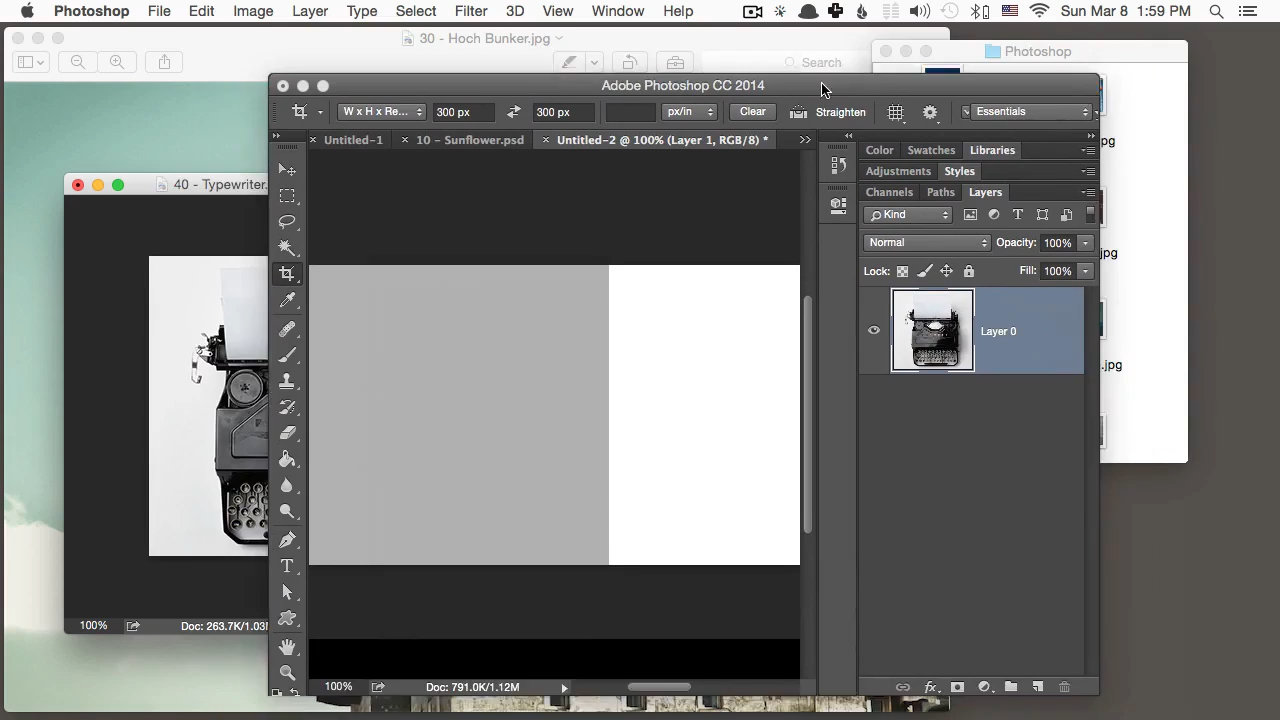 Photoshop File Edit Image Layer Type Select Filter 3D View Window Help Sun Mar 8 1:59 PM
30 - Hoch Bunker.jpg
Photoshop
Search
Adobe Photoshop CC 2014
W x H x Re... 300 px 300 px Clear px/in Straighten Essentials
Untitled-1 10 - Sunflower.psd Untitled-2 @ 100% (Layer 1, RGB/8) *
Color Swatches Libraries
pg
Adjustments Styles
40 - Typewriter.
Channels Paths Layers
Kind
Normal Opacity: 100%
jpg
Lock: Fill: 100%
Layer 0
.jpg
100% Doc: 263.7K/1.03M
100% Doc: 791.0K/1.12M